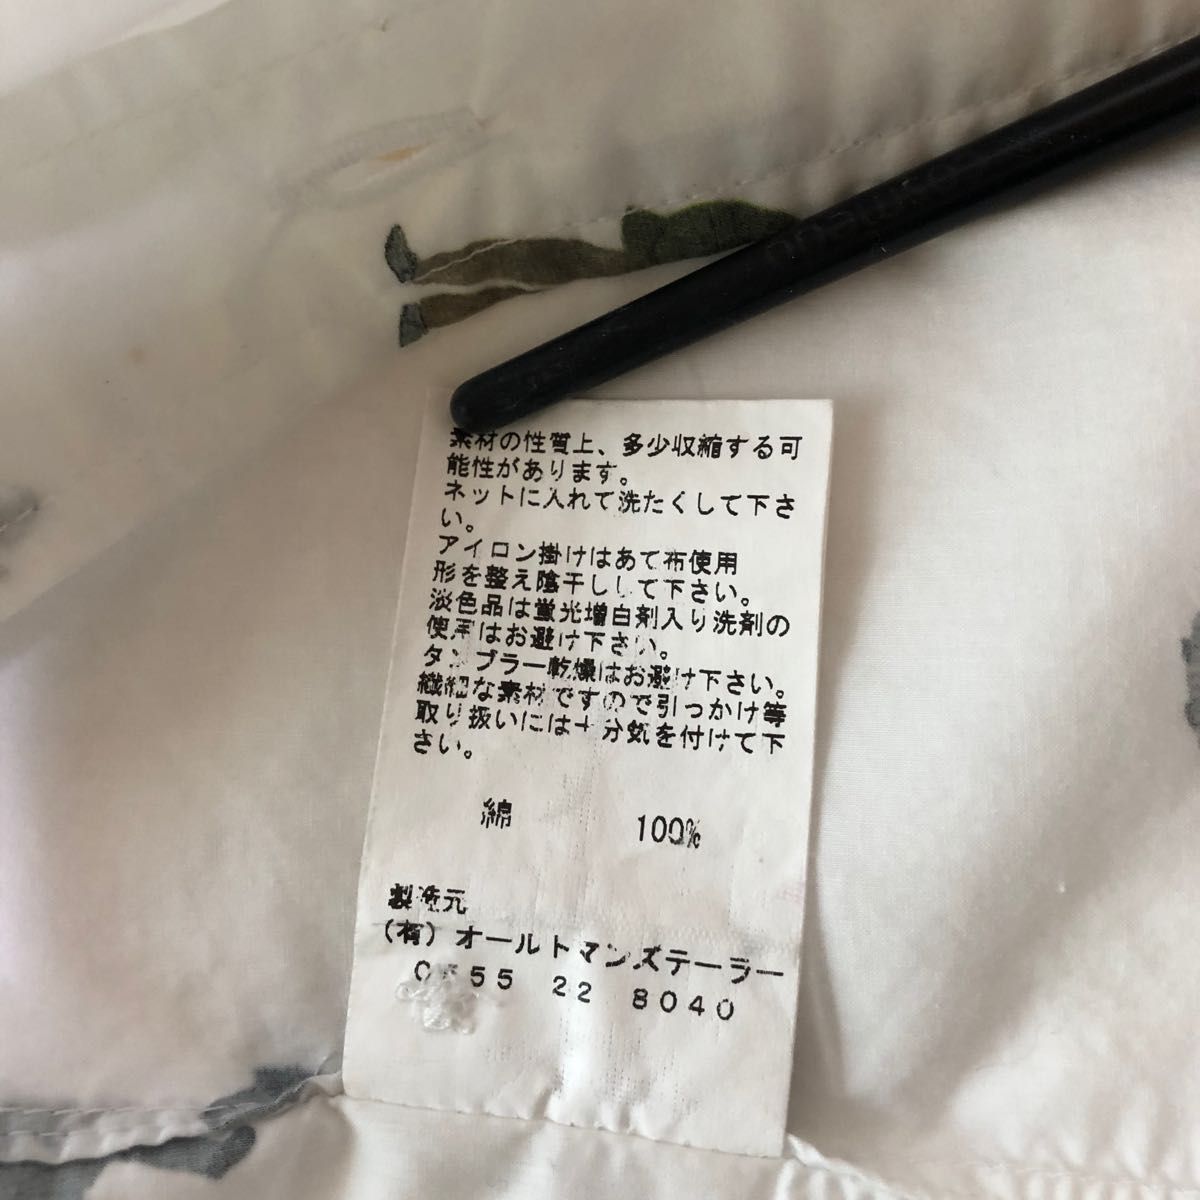 素材の性質上、多少収縮する可
能性があります。
ネットに入れて洗たくして下さ
い。
アイロン掛けはあて布使用
形を整え陰干しして下さい。
淡色品は蛍光増白剤入り洗剤の
使用はお避け下さい。
タンブラー乾燥はお避け下さい。
繊細な素材ですので引っかけ等
取り扱いには十分気を付けて下
さい。
綿 100%
製造元
(有)オールドマンズテーラー
0555 22 8040